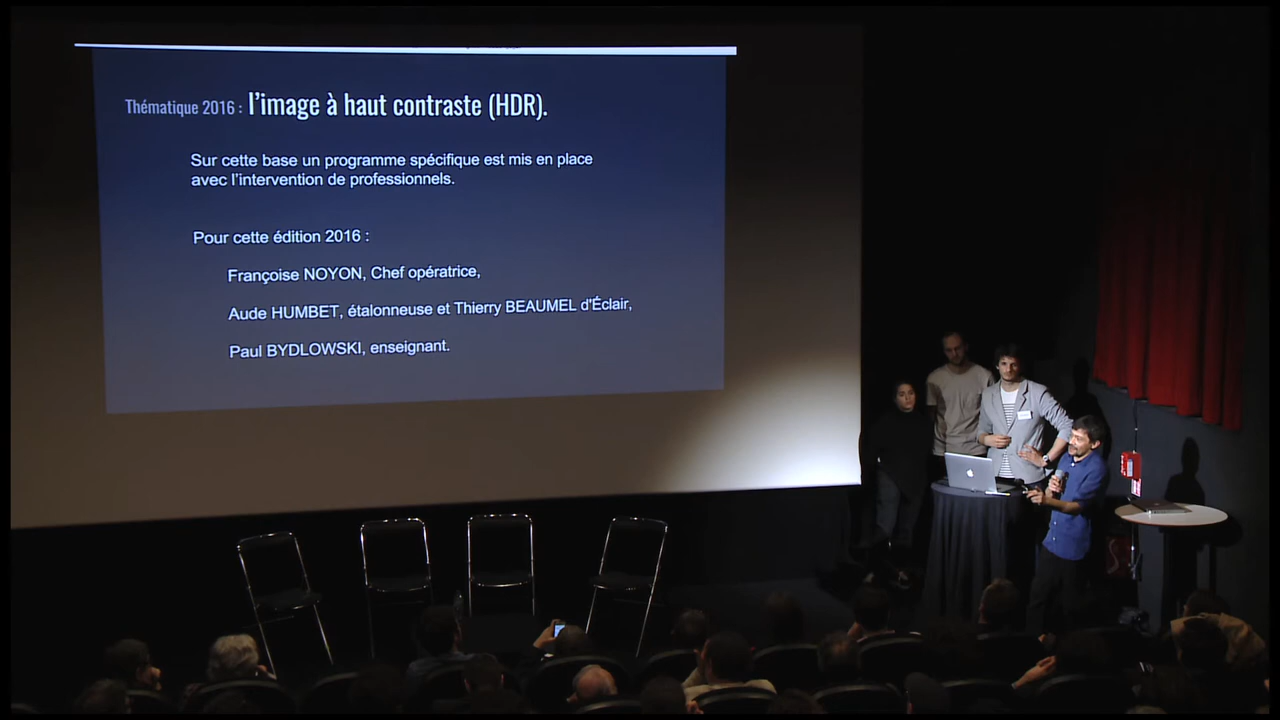 Thématique 2016 : l'image à haut contraste (HDR).
Sur cette base un programme spécifique est mis en place
avec l'intervention de professionnels.
Pour cette édition 2016 :
Françoise NOYON, Chef opératrice,
Aude HUMBET, étalonneuse et Thierry BEAUMEL d'Éclair,
Paul BYDLOWSKI, enseignant.